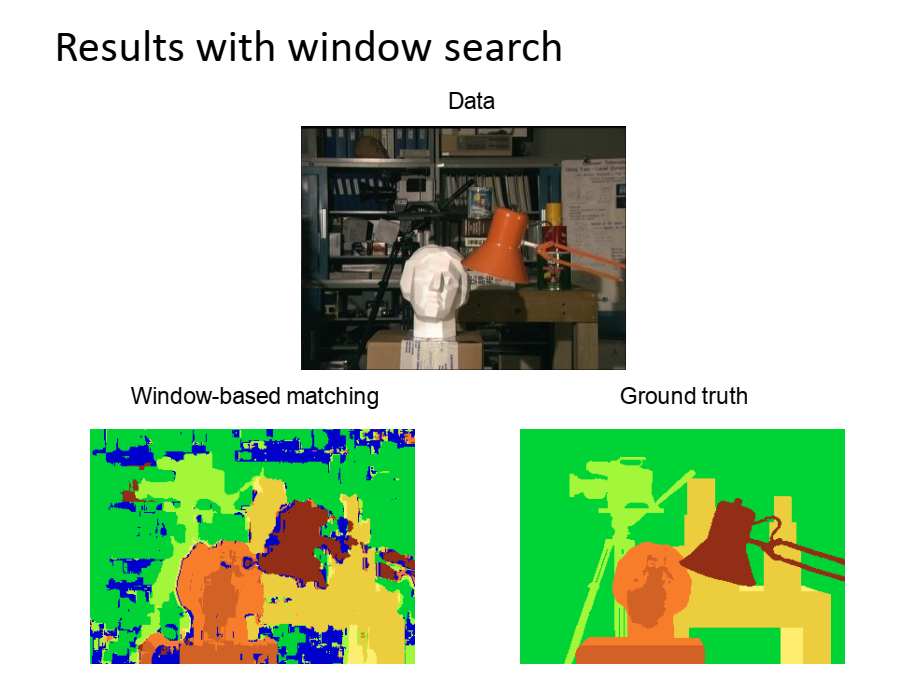 Results with window search
Data
Window-based matching
Ground truth